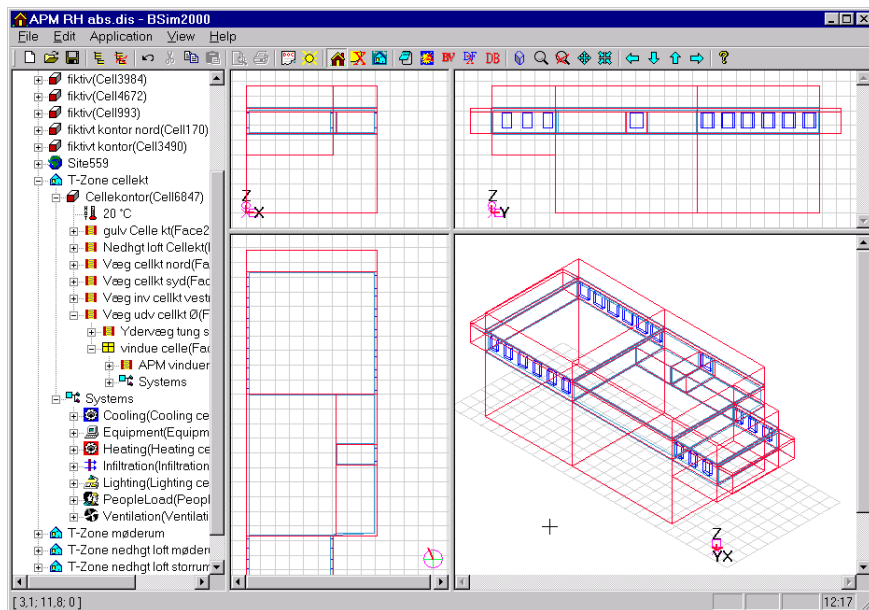 APM RH abs.dis - BSim2000
File Edit Application View Help
BV DF DB
fiktiv(Cell3984)
fiktiv(Cell4672)
fiktiv(Cell993)
fiktivt kontor nord(Cell170)
fiktivt kontor(Cell3490)
Site559
T-Zone cellekt
Cellekontor(Cell6847)
20 °C
gulv Celle kt(Face2
Nedhgt loft Cellekt(
Væg cellkt nord(Fa
Væg cellkt syd(Fac
Væg inv cellkt vestr
Væg udv cellkt Ø(F
Ydervæg tung s
vindue celle(Fac
APM vinduer
Systems
Systems
Cooling(Cooling ce
Equipment(Equipm
Heating(Heating ce
Infiltration(Infiltration
Lighting(Lighting ce
PeopleLoad(Peopl
Ventilation(Ventilati
T-Zone møderum
T-Zone nedhgt loft møderu
T-Zone nedhgt loft storrum
Z
X
Z
Y
Z
YX
[ 3,1; 11,8; 0 ]
12:17